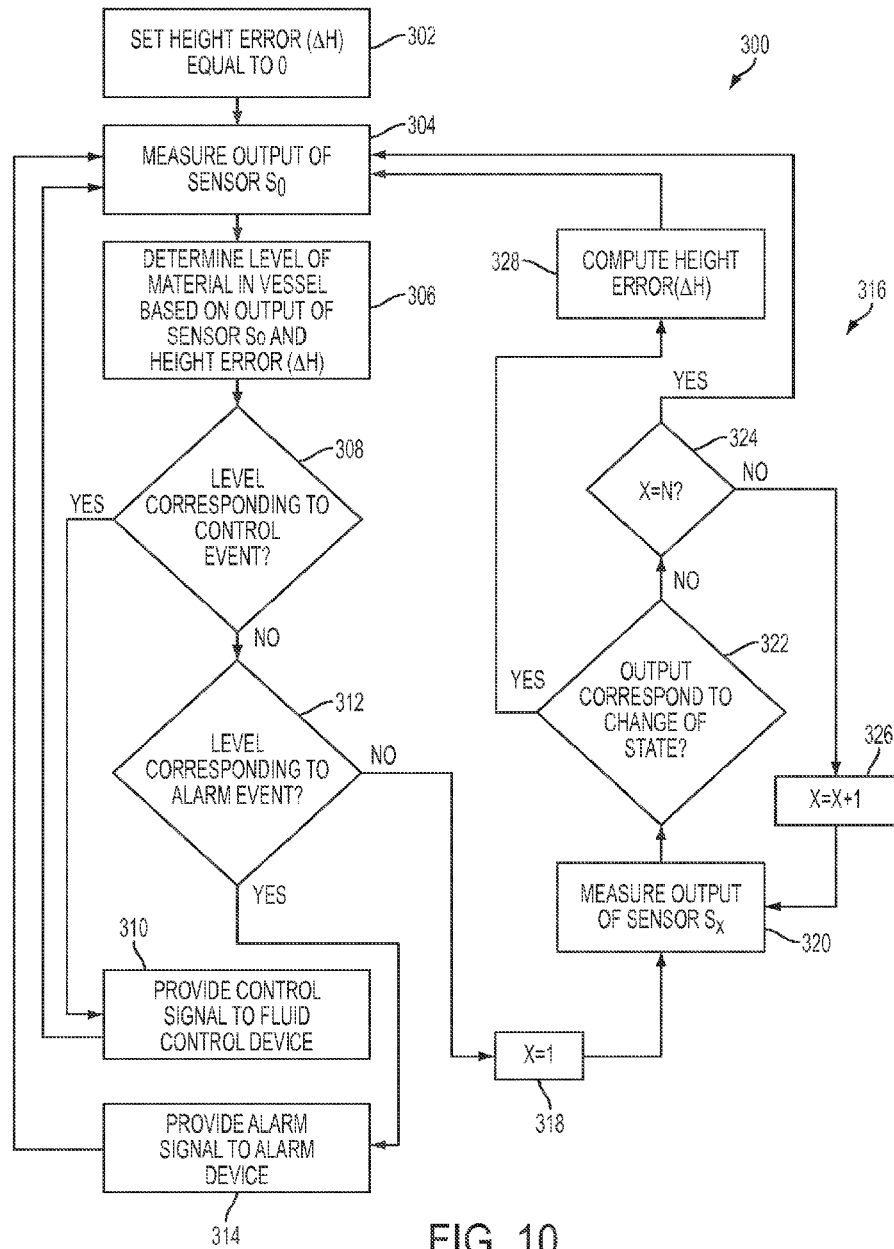 SET HEIGHT ERROR (ΔH)
EQUAL TO 0
302
300
304
MEASURE OUTPUT OF
SENSOR S0
DETERMINE LEVEL OF
MATERIAL IN VESSEL
BASED ON OUTPUT OF
SENSOR S0 AND
HEIGHT ERROR (ΔH)
306
308
LEVEL
CORRESPONDING TO
CONTROL
EVENT?
YES
NO
312
LEVEL
CORRESPONDING TO
ALARM EVENT?
NO
YES
310
PROVIDE CONTROL
SIGNAL TO FLUID
CONTROL DEVICE
PROVIDE ALARM
SIGNAL TO ALARM
DEVICE
314
X=1
318
MEASURE OUTPUT
OF SENSOR SX
320
OUTPUT
CORRESPOND TO
CHANGE OF
STATE?
322
YES
NO
X=N?
324
YES
NO
326
X=X+1
328
COMPUTE HEIGHT
ERROR(ΔH)
316
FIG. 10